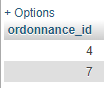 + Options
ordonnance_id
4
7